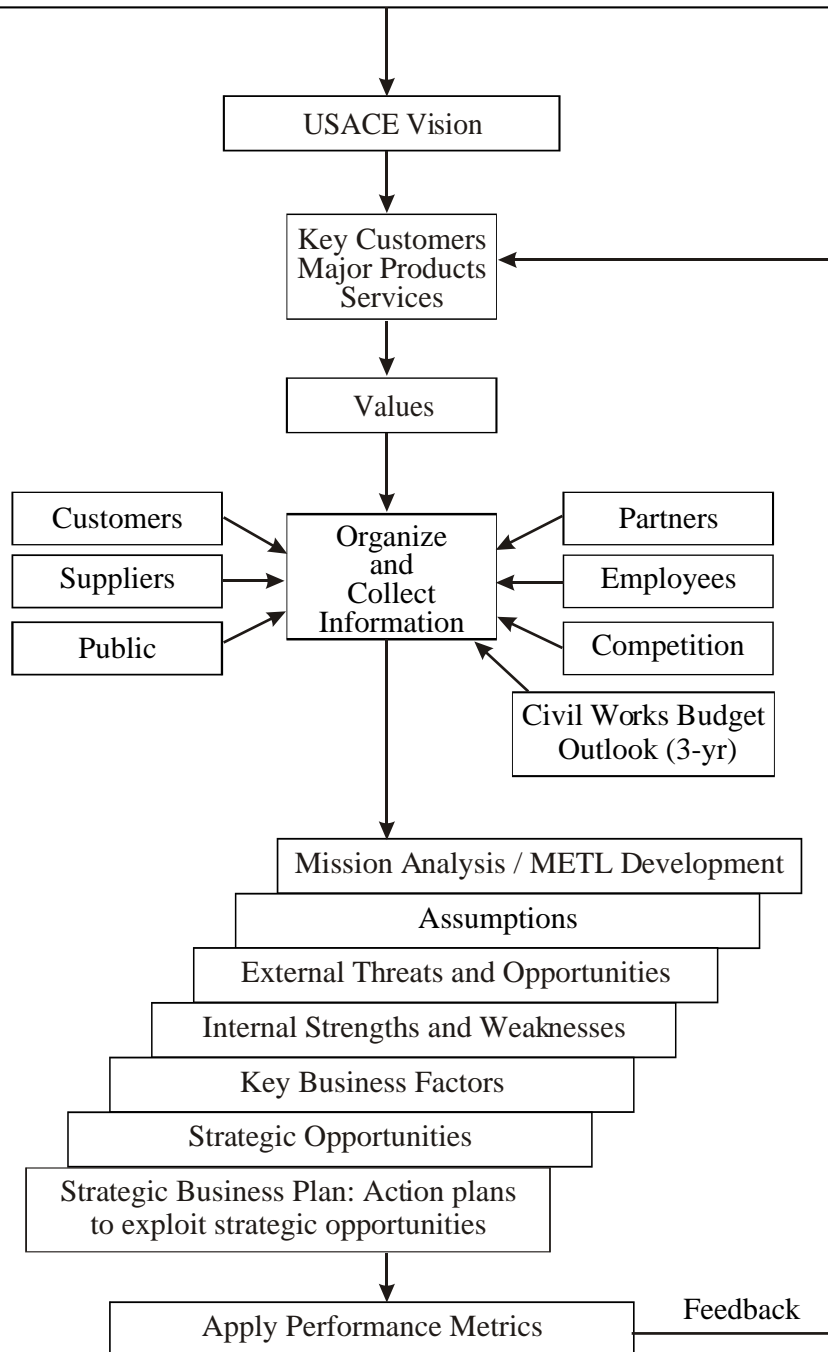 USACE Vision
Key Customers
Major Products
Services
Values
Customers
Suppliers
Public
Organize
and
Collect
Information
Partners
Employees
Competition
Civil Works Budget
Outlook (3-yr)
Mission Analysis / METL Development
Assumptions
External Threats and Opportunities
Internal Strengths and Weaknesses
Key Business Factors
Strategic Opportunities
Strategic Business Plan: Action plans
to exploit strategic opportunities
Apply Performance Metrics
Feedback